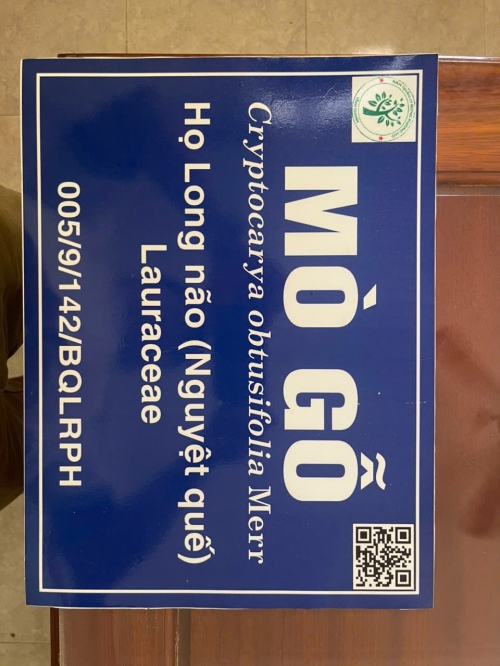 MÒ GỖ
Cryptocarya obtusifolia Merr
Họ Long não (Nguyệt quế)
Lauraceae
005/9/142/BQLRPH